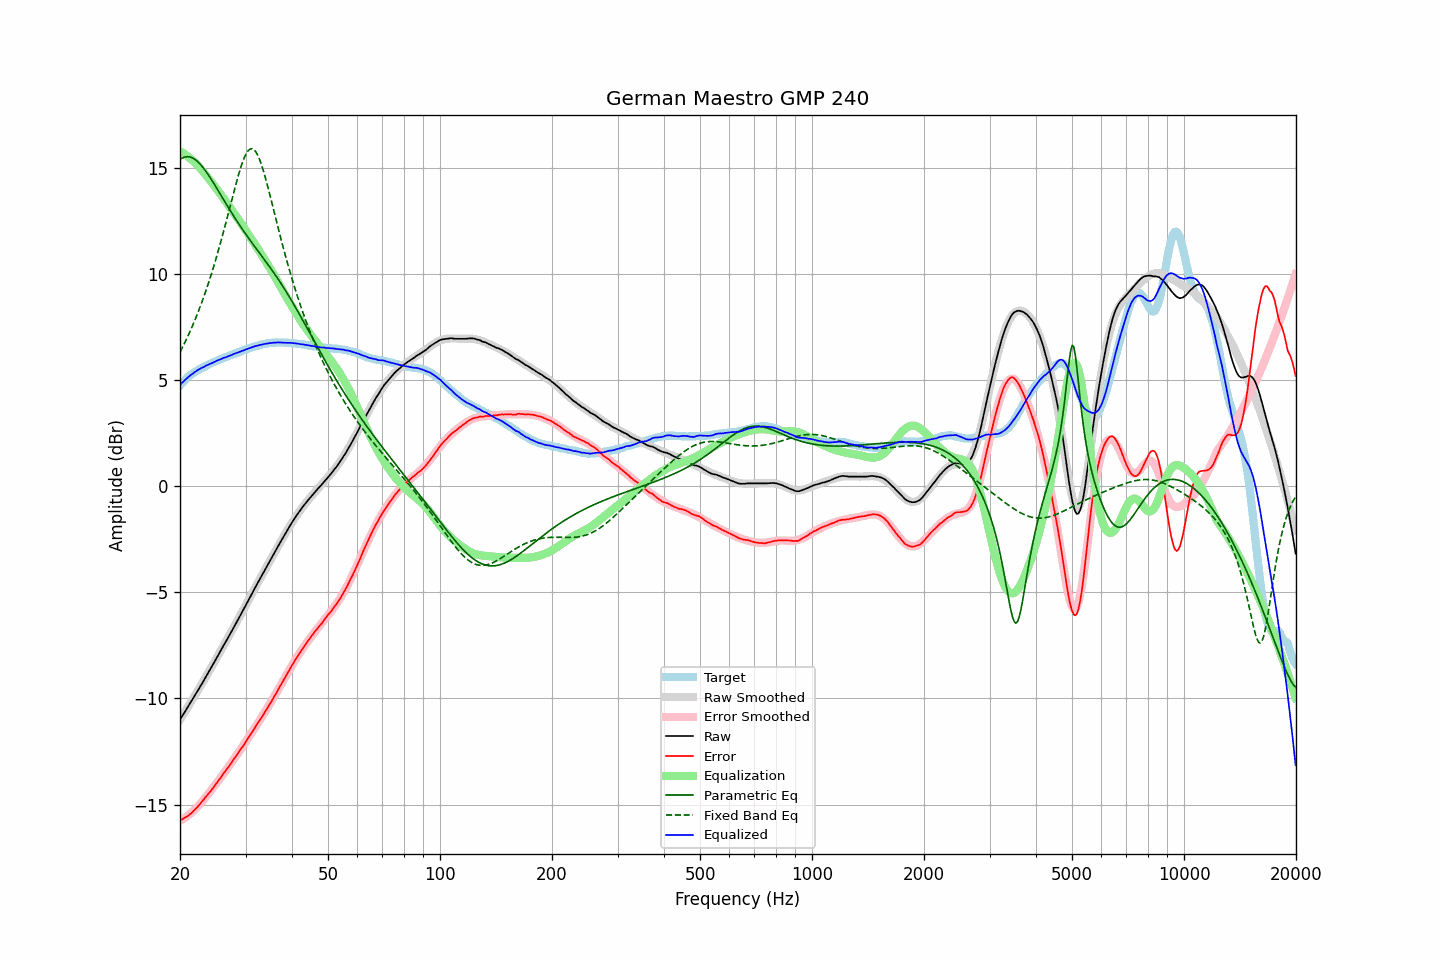 German Maestro GMP 240
Amplitude (dBr)
15
10
5
0
−5
−10
−15
Target
Raw Smoothed
Error Smoothed
Raw
Error
Equalization
Parametric Eq
Fixed Band Eq
Equalized
20 50 100 200 500 1000 2000 5000 10000 20000
Frequency (Hz)